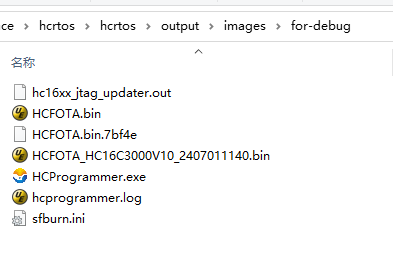 ce > hcrtos > hcrtos > output > images > for-debug
名称
hc16xx_jtag_updater.out
HCFOTA.bin
HCFOTA.bin.7bf4e
HCFOTA_HC16C3000V10_2407011140.bin
HCProgrammer.exe
hcprogrammer.log
sfburn.ini